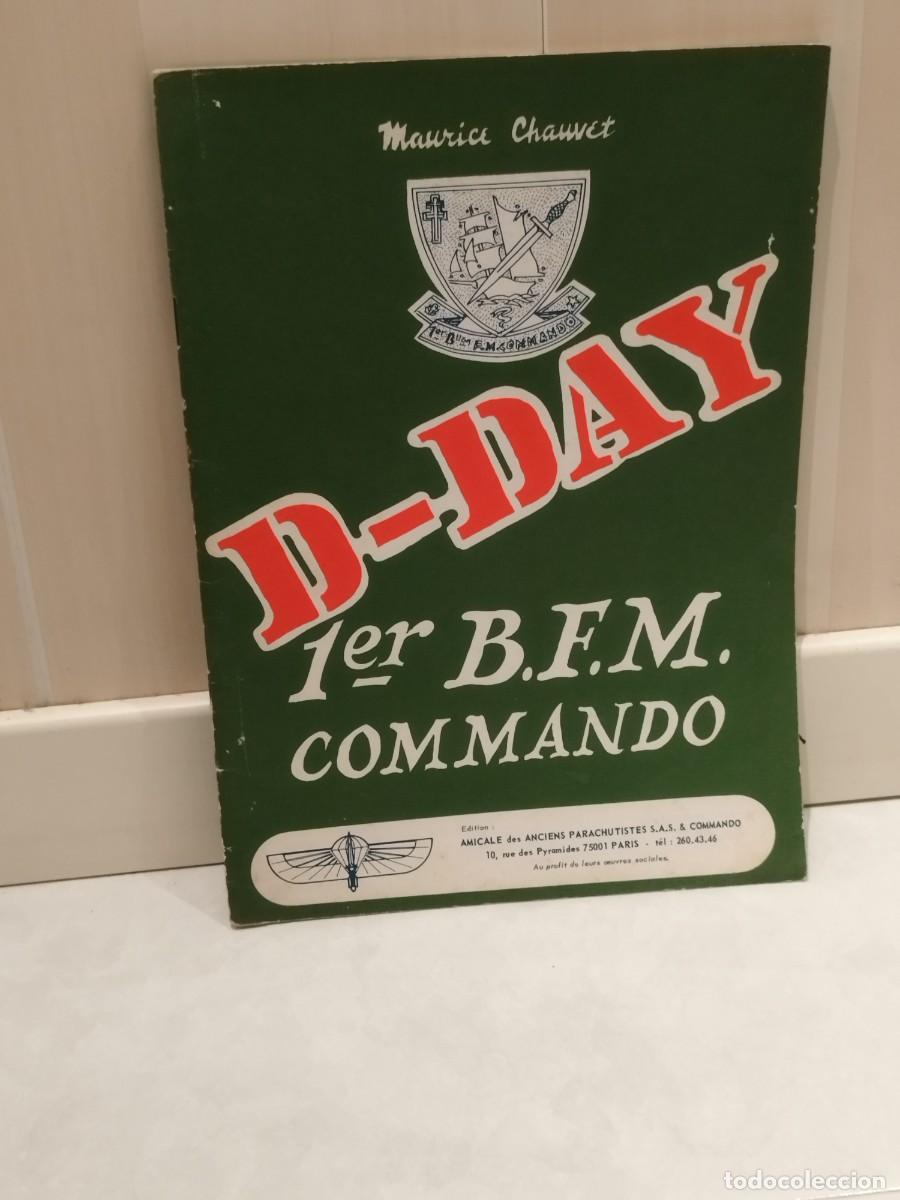 Maurice Chauvet
1er Bon F.M. COMMANDO
D-DAY
1er B.F.M.
COMMANDO
Edition :
AMICALE des ANCIENS PARACHUTISTES S.A.S. & COMMANDO
10, rue des Pyramides 75001 PARIS - tél : 260.43.46
Au profit de leurs œuvres sociales.
todocoleccion